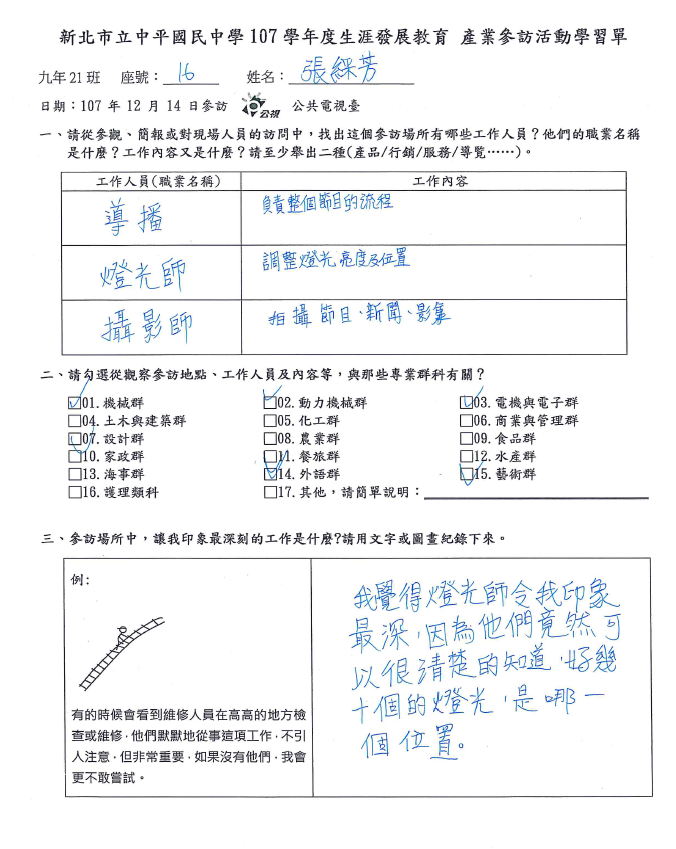 新北市立中平國民中學 107 學年度生涯發展教育 產業參訪活動學習單
九年 21 班 座號：16 姓名：張綵芳
日期：107 年 12 月 14 日參訪 公視 公共電視臺
一、請從參觀、簡報或對現場人員的訪問中，找出這個參訪場所有哪些工作人員？他們的職業名稱
是什麼？工作內容又是什麼？請至少舉出二種(產品/行銷/服務/導覽……)。
工作人員(職業名稱) 工作內容
導播 負責整個節目的流程
燈光師 調整燈光亮度及位置
攝影師 拍攝節目、新聞、影集
二、請勾選從觀察參訪地點、工作人員及內容等，與那些專業群科有關？
☑01.機械群 ☑02.動力機械群 ☑03.電機與電子群
□04.土木與建築群 □05.化工群 □06.商業與管理群
☑07.設計群 □08.農業群 □09.食品群
□10.家政群 □11.餐旅群 □12.水產群
□13.海事群 ☑14.外語群 ☑15.藝術群
□16.護理類科 □17.其他，請簡單說明：
三、參訪場所中，讓我印象最深刻的工作是什麼?請用文字或圖畫紀錄下來。
例:
有的時候會看到維修人員在高高的地方檢
查或維修，他們默默地從事這項工作，不引
人注意，但非常重要，如果沒有他們，我會
更不敢嘗試。
我覺得燈光師令我印象
最深，因為他們竟然可
以很清楚的知道，好幾
十個的燈光，是哪一
個位置。